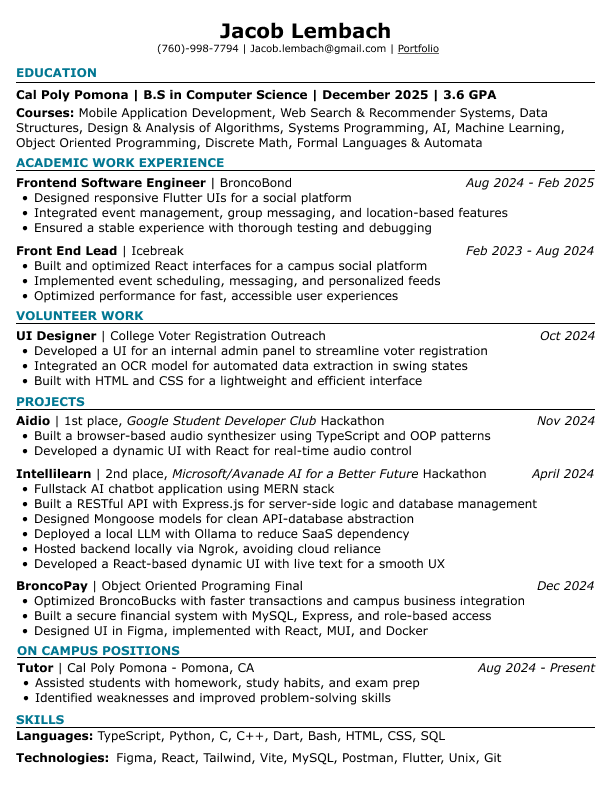 Jacob Lembach
(760)-998-7794 | Jacob.lembach@gmail.com | Portfolio
EDUCATION
Cal Poly Pomona | B.S in Computer Science | December 2025 | 3.6 GPA
Courses: Mobile Application Development, Web Search & Recommender Systems, Data
Structures, Design & Analysis of Algorithms, Systems Programming, AI, Machine Learning,
Object Oriented Programming, Discrete Math, Formal Languages & Automata
ACADEMIC WORK EXPERIENCE
Frontend Software Engineer | BroncoBond Aug 2024 - Feb 2025
• Designed responsive Flutter UIs for a social platform
• Integrated event management, group messaging, and location-based features
• Ensured a stable experience with thorough testing and debugging
Front End Lead | Icebreak Feb 2023 - Aug 2024
• Built and optimized React interfaces for a campus social platform
• Implemented event scheduling, messaging, and personalized feeds
• Optimized performance for fast, accessible user experiences
VOLUNTEER WORK
UI Designer | College Voter Registration Outreach Oct 2024
• Developed a UI for an internal admin panel to streamline voter registration
• Integrated an OCR model for automated data extraction in swing states
• Built with HTML and CSS for a lightweight and efficient interface
PROJECTS
Aidio | 1st place, Google Student Developer Club Hackathon Nov 2024
• Built a browser-based audio synthesizer using TypeScript and OOP patterns
• Developed a dynamic UI with React for real-time audio control
Intellilearn | 2nd place, Microsoft/Avanade AI for a Better Future Hackathon April 2024
• Fullstack AI chatbot application using MERN stack
• Built a RESTful API with Express.js for server-side logic and database management
• Designed Mongoose models for clean API-database abstraction
• Deployed a local LLM with Ollama to reduce SaaS dependency
• Hosted backend locally via Ngrok, avoiding cloud reliance
• Developed a React-based dynamic UI with live text for a smooth UX
BroncoPay | Object Oriented Programing Final Dec 2024
• Optimized BroncoBucks with faster transactions and campus business integration
• Built a secure financial system with MySQL, Express, and role-based access
• Designed UI in Figma, implemented with React, MUI, and Docker
ON CAMPUS POSITIONS
Tutor | Cal Poly Pomona - Pomona, CA Aug 2024 - Present
• Assisted students with homework, study habits, and exam prep
• Identified weaknesses and improved problem-solving skills
SKILLS
Languages: TypeScript, Python, C, C++, Dart, Bash, HTML, CSS, SQL
Technologies: Figma, React, Tailwind, Vite, MySQL, Postman, Flutter, Unix, Git